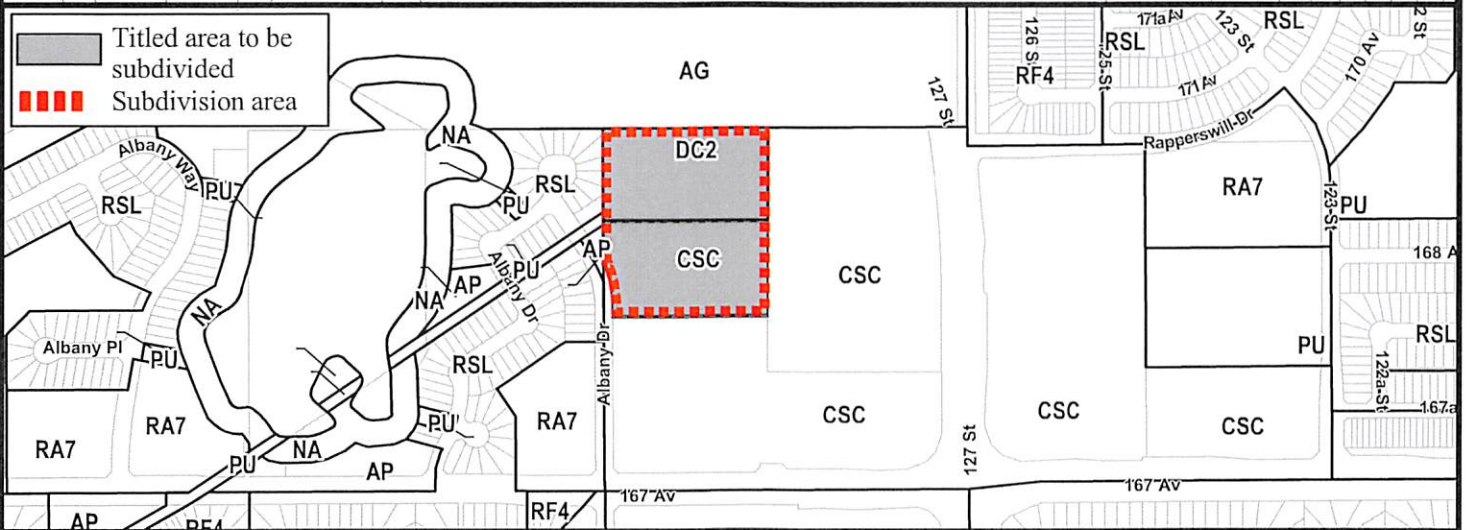 Titled area to be
subdivided
Subdivision area
AG
126 St
RF4
RSL
171a Av
123 St
RSL
170 Av
171 Av
127 St
Rapperswill Dr
NA
Albany Way
PU
RSL
RSL
PU
DC2
RA7
123 St
PU
AP
CSC
CSC
168 A
NA
AP
PU
Albany Dr
NA
Albany Pl
PU
RSL
Albany Dr
PU
RSL
122a St
RA7
RA7
PU
RA7
CSC
CSC
CSC
167a
NA
PU
AP
127 St
167 Av
167 Av
AP
RF4
RF4